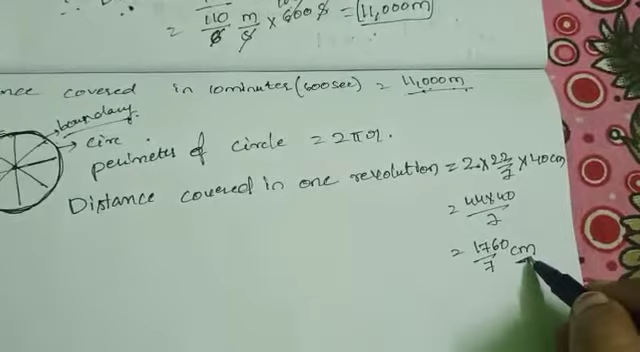 = 110/6 m/s × 600 s = 11,000m
nce covered in 10minutes(600sec) = 11,000m
boundary.
→ circ
perimeter of circle = 2πr.
Distance covered in one revolution = 2×22/7×40cm
= 44×40/7
= 1760/7 cm